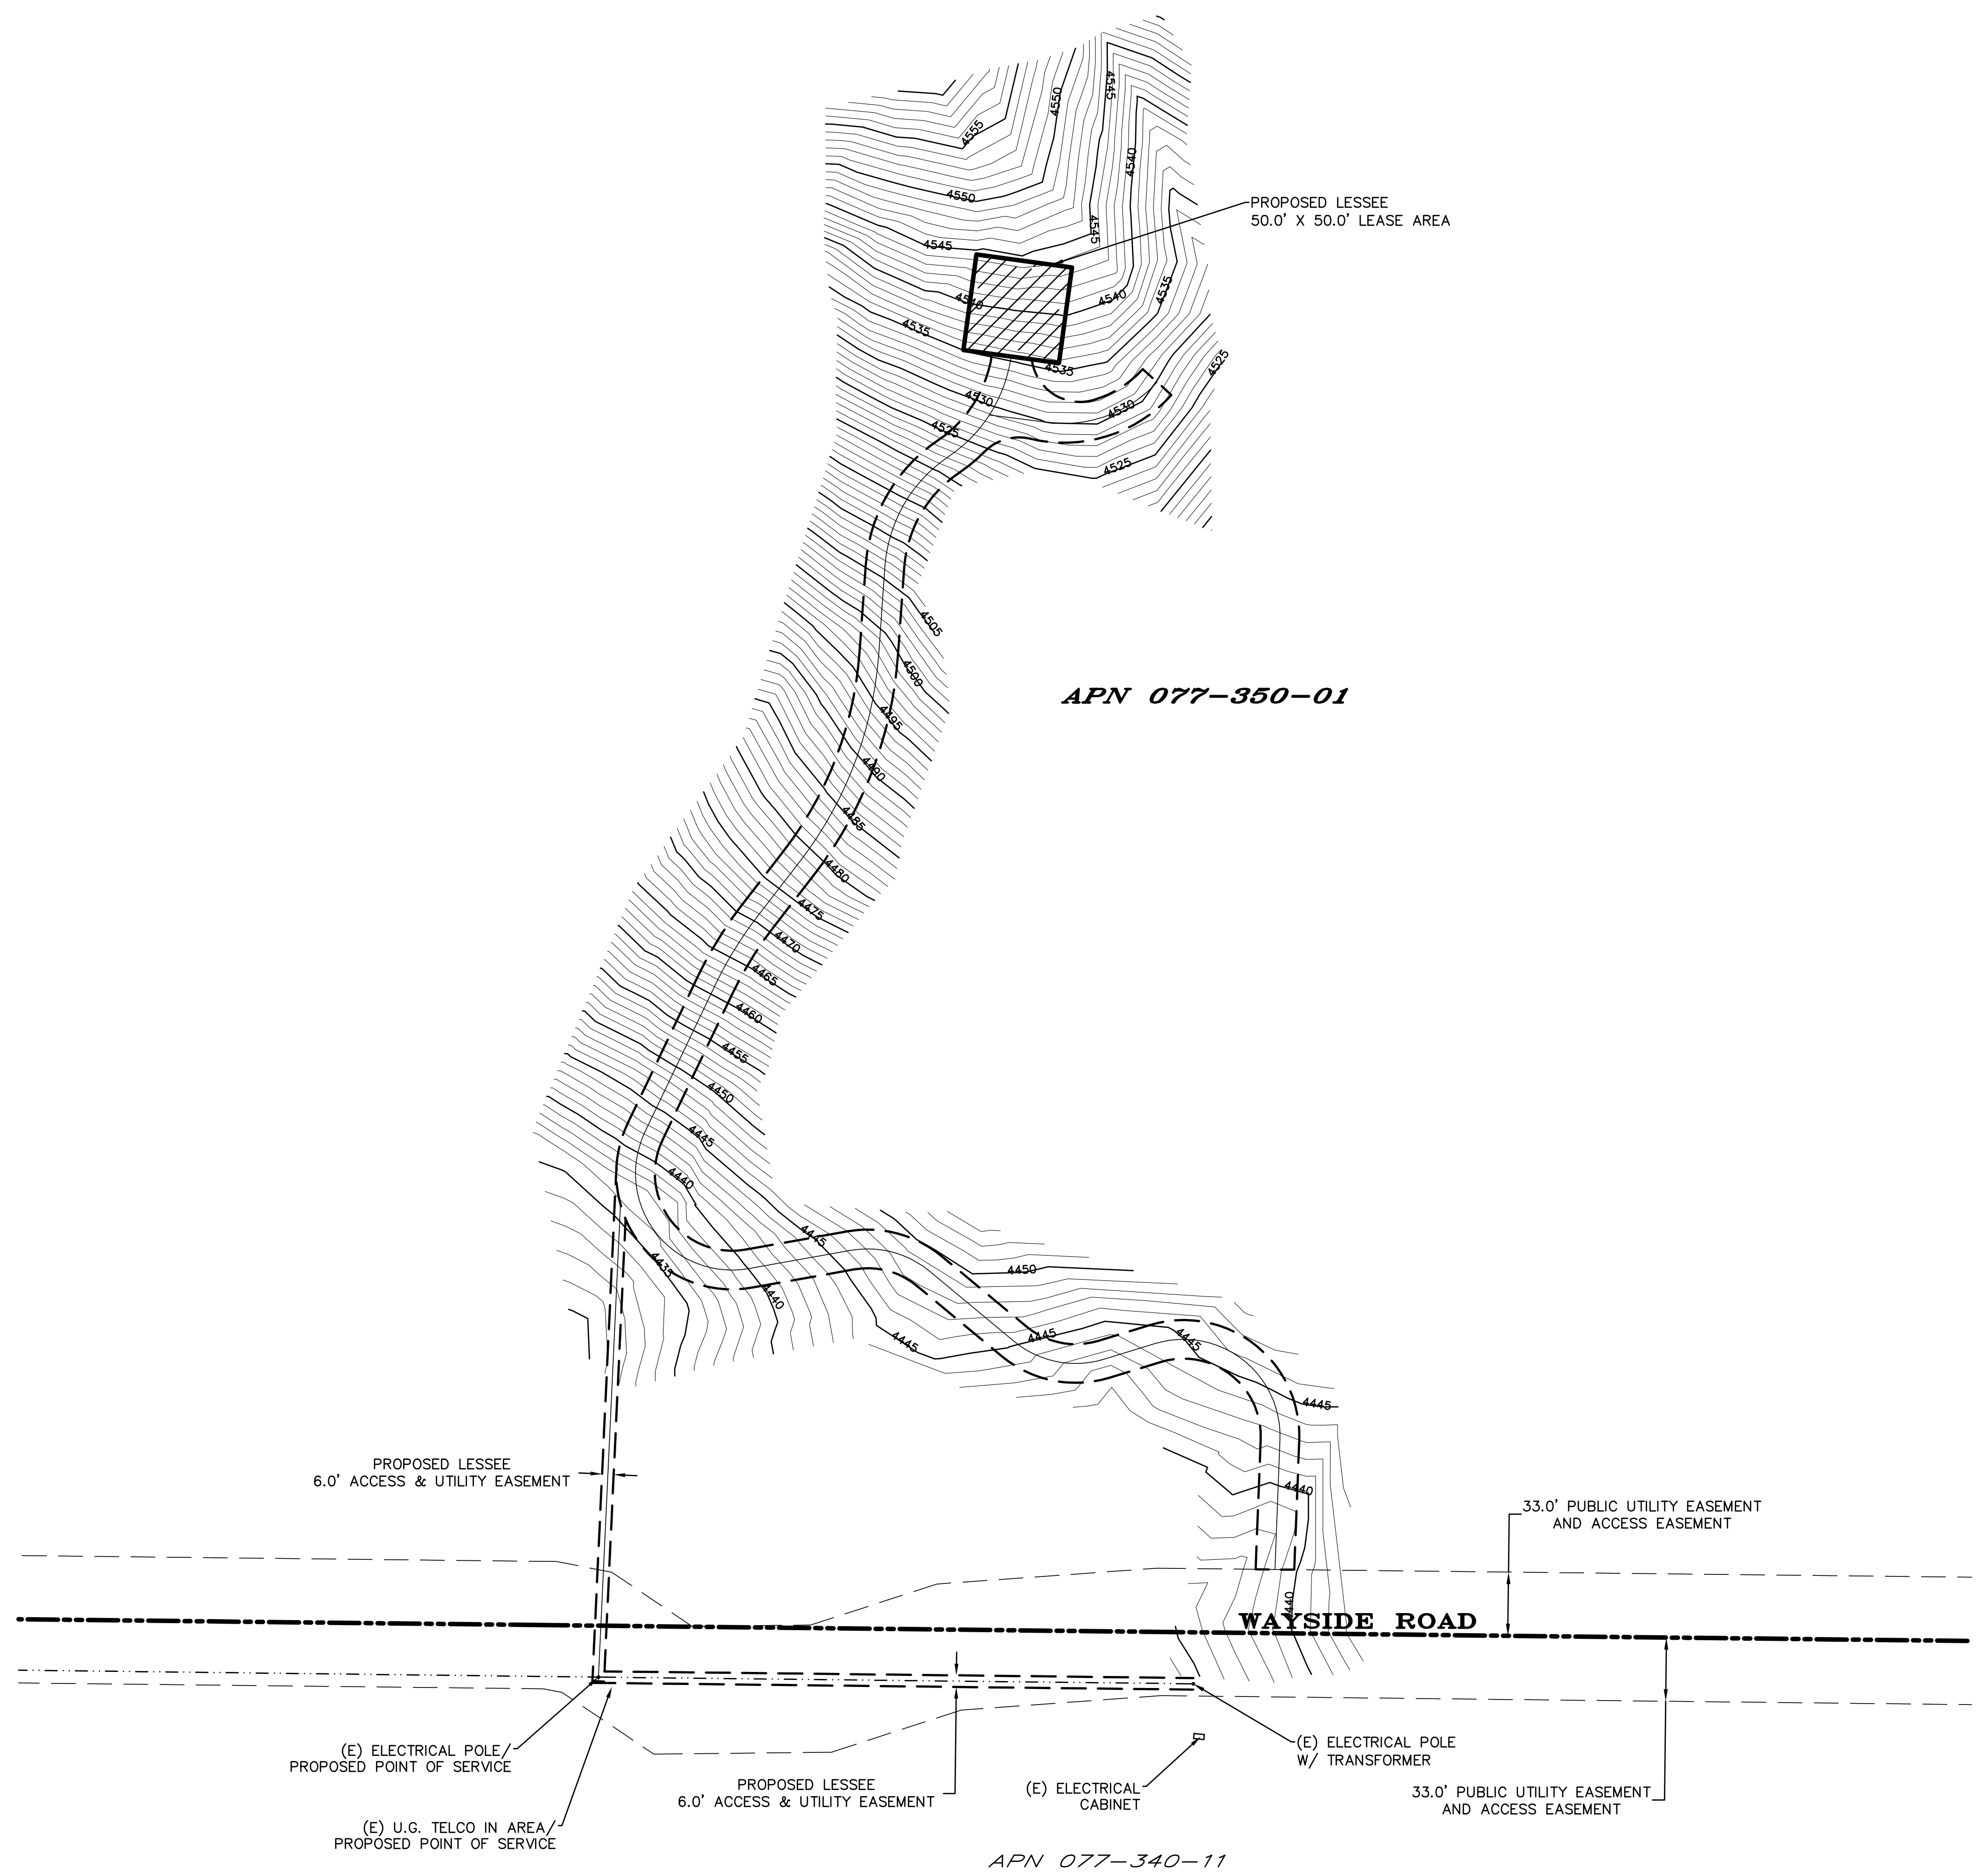 4545
4550
4555
4540
4550
PROPOSED LESSEE
50.0' X 50.0' LEASE AREA
4545
4545
4535
4540
4540
4535
4525
4535
4530
4530
4525
4525
4505
4500
APN 077-350-01
4495
4490
4485
4480
4475
4470
4465
4460
4455
4450
4445
4440
4445
4435
4450
4440
4445
4445
4445
4445
PROPOSED LESSEE
6.0' ACCESS & UTILITY EASEMENT
4440
33.0' PUBLIC UTILITY EASEMENT
AND ACCESS EASEMENT
4440
WAYSIDE ROAD
(E) ELECTRICAL POLE/
PROPOSED POINT OF SERVICE
(E) ELECTRICAL POLE
W/ TRANSFORMER
PROPOSED LESSEE
6.0' ACCESS & UTILITY EASEMENT
(E) ELECTRICAL
CABINET
33.0' PUBLIC UTILITY EASEMENT
AND ACCESS EASEMENT
(E) U.G. TELCO IN AREA/
PROPOSED POINT OF SERVICE
APN 077-340-11